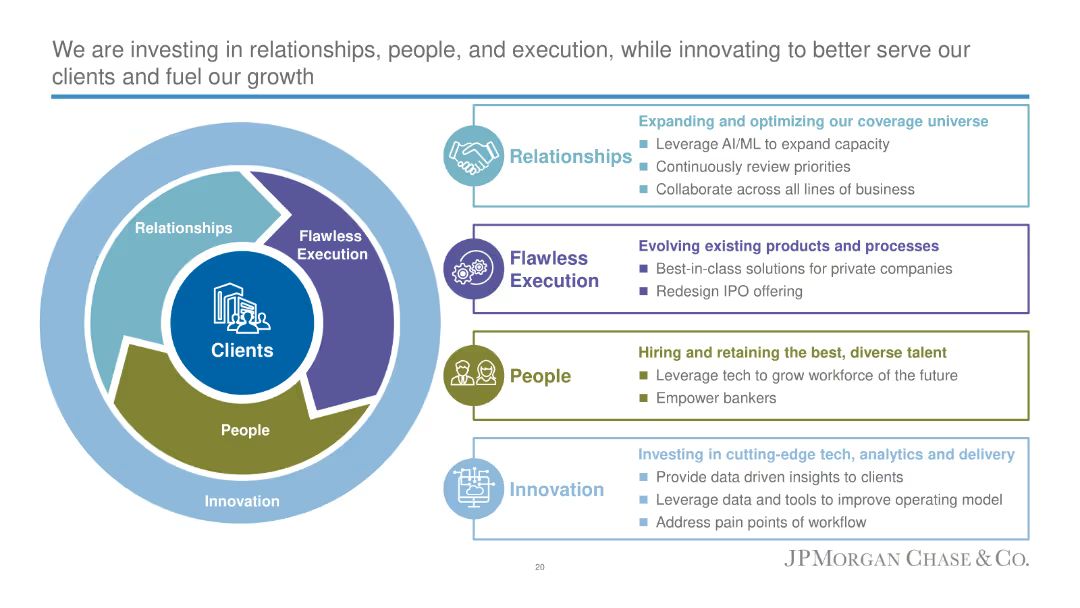 We are investing in relationships, people, and execution, while innovating to better serve our
clients and fuel our growth
Relationships
Flawless
Execution
Clients
People
Innovation
Relationships
Expanding and optimizing our coverage universe
■ Leverage AI/ML to expand capacity
■ Continuously review priorities
■ Collaborate across all lines of business
Flawless
Execution
Evolving existing products and processes
■ Best-in-class solutions for private companies
■ Redesign IPO offering
People
Hiring and retaining the best, diverse talent
■ Leverage tech to grow workforce of the future
■ Empower bankers
Innovation
Investing in cutting-edge tech, analytics and delivery
■ Provide data driven insights to clients
■ Leverage data and tools to improve operating model
■ Address pain points of workflow
20
JPMORGAN CHASE & CO.